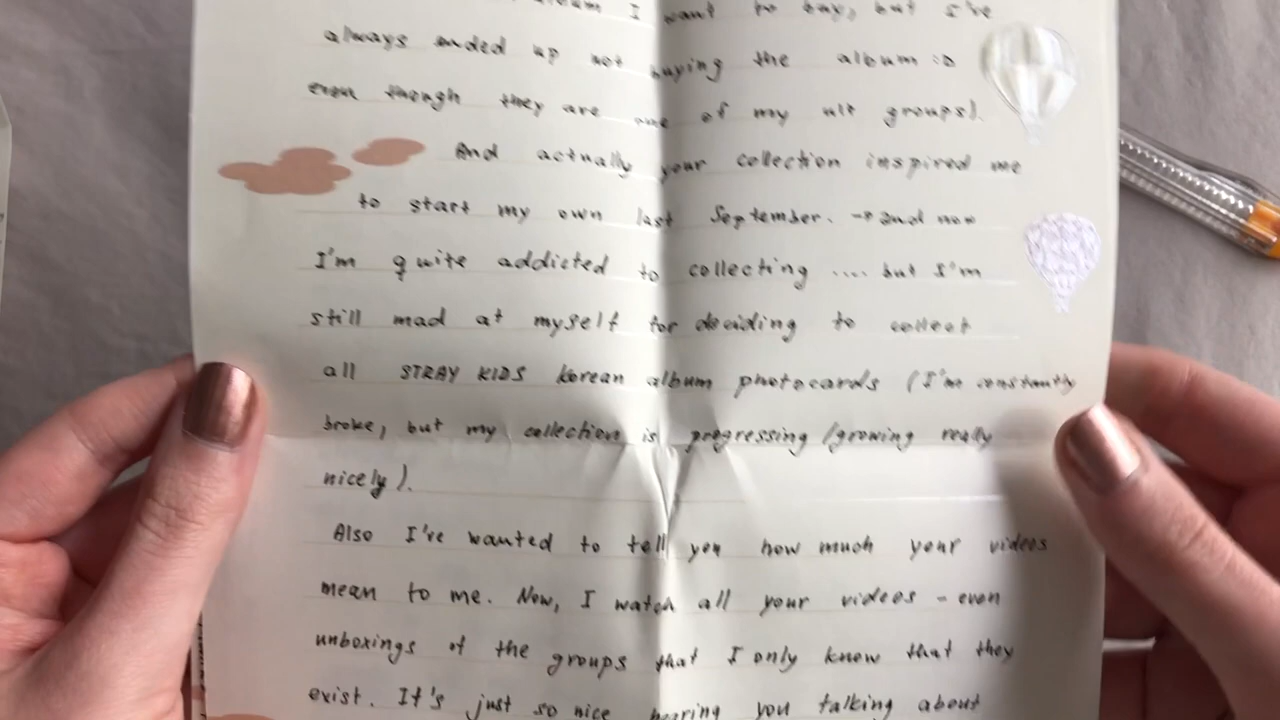 I want to buy, but I've
always ended up not buying the album :D
even though they are one of my ult groups).
And actually your collection inspired me
to start my own last September. → and now
I'm quite addicted to collecting .... but I'm
still mad at myself for deciding to collect
all STRAY KIDS Korean album photocards (I'm constantly
broke, but my collection is progressing /growing really
nicely).
Also I've wanted to tell you how much your videos
mean to me. Now, I watch all your videos - even
unboxings of the groups that I only know that they
exist. It's just so nice hearing you talking about